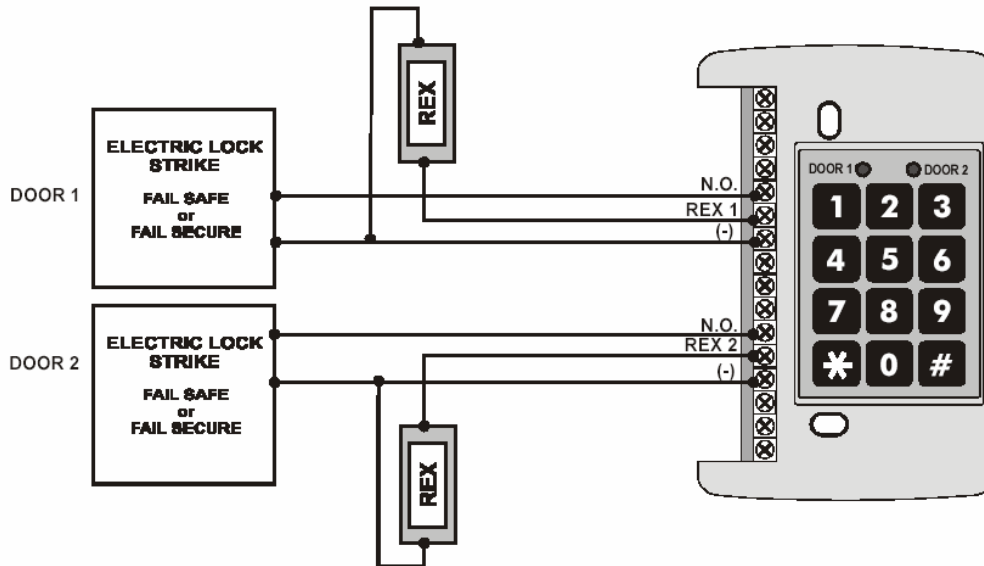 REX
ELECTRIC LOCK
STRIKE
FAIL SAFE
or
FAIL SECURE
DOOR 1
N.O.
REX 1
(-)
DOOR 1 DOOR 2
1 2 3
4 5 6
7 8 9
* 0 #
ELECTRIC LOCK
STRIKE
FAIL SAFE
or
FAIL SECURE
DOOR 2
N.O.
REX 2
(-)
REX